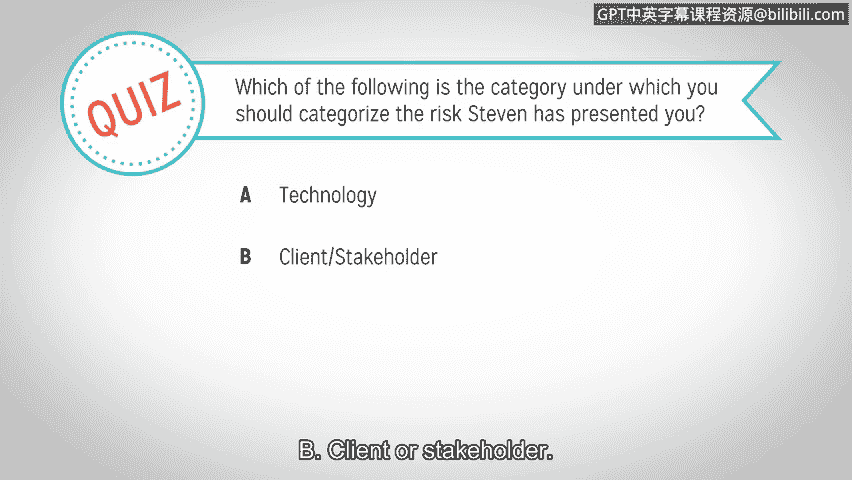 GPT中英字幕课程资源@bilibili.com
QUIZ
Which of the following is the category under which you
should categorize the risk Steven has presented you?
A Technology
B Client/Stakeholder
B. Client or stakeholder.